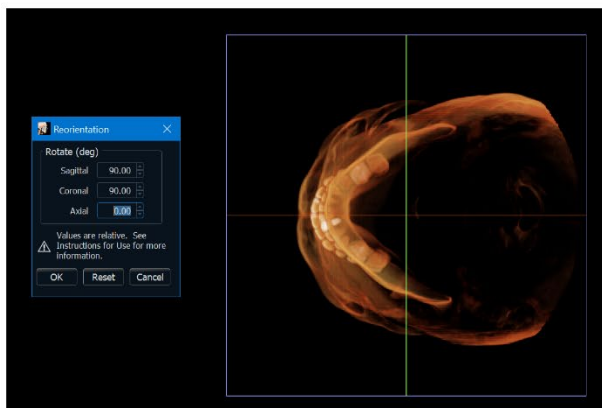 Reorientation
Rotate (deg)
Sagittal 90.00
Coronal 90.00
Axial 0.00
Values are relative. See
Instructions for Use for more
information.
OK Reset Cancel